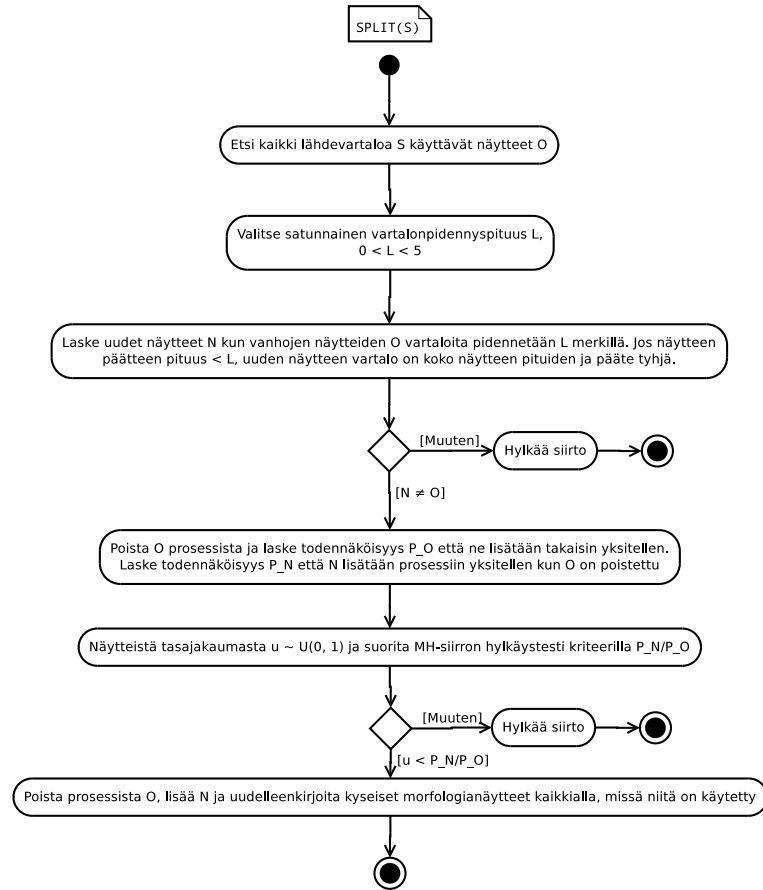 SPLIT(S)
Etsi kaikki lähdevartaloa S käyttävät näytteet O
Valitse satunnainen vartalonpidennyspituus L,
0 < L < 5
Laske uudet näytteet N kun vanhojen näytteiden O vartaloita pidennetään L merkillä. Jos näytteen
päätteen pituus < L, uuden näytteen vartalo on koko näytteen pituiden ja pääte tyhjä.
[Muuten]
Hylkää siirto
[N ≠ O]
Poista O prosessista ja laske todennäköisyys P_O että ne lisätään takaisin yksitellen.
Laske todennäköisyys P_N että N lisätään prosessiin yksitellen kun O on poistettu
Näytteistä tasajakaumasta u ~ U(0, 1) ja suorita MH-siirron hylkäystesti kriteerilla P_N/P_O
[Muuten]
Hylkää siirto
[u < P_N/P_O]
Poista prosessista O, lisää N ja uudelleenkirjoita kyseiset morfologianäytteet kaikkialla, missä niitä on käytetty